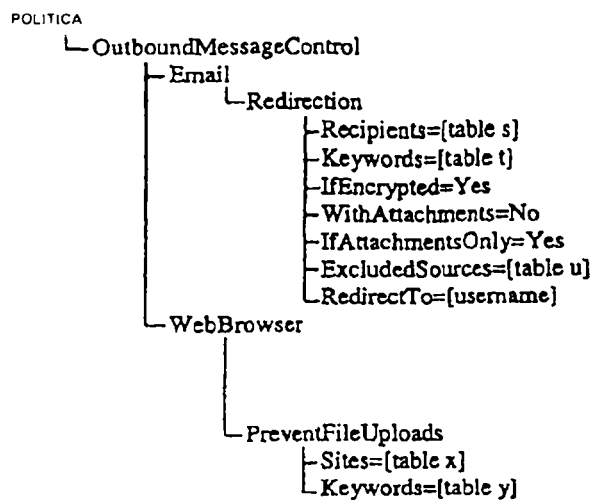 POLITICA
OutboundMessageControl
Email
Redirection
Recipients=[table s]
Keywords=[table t]
IfEncrypted=Yes
WithAttachments=No
IfAttachmentsOnly=Yes
ExcludedSources=[table u]
RedirectTo=[username]
WebBrowser
PreventFileUploads
Sites=[table x]
Keywords=[table y]